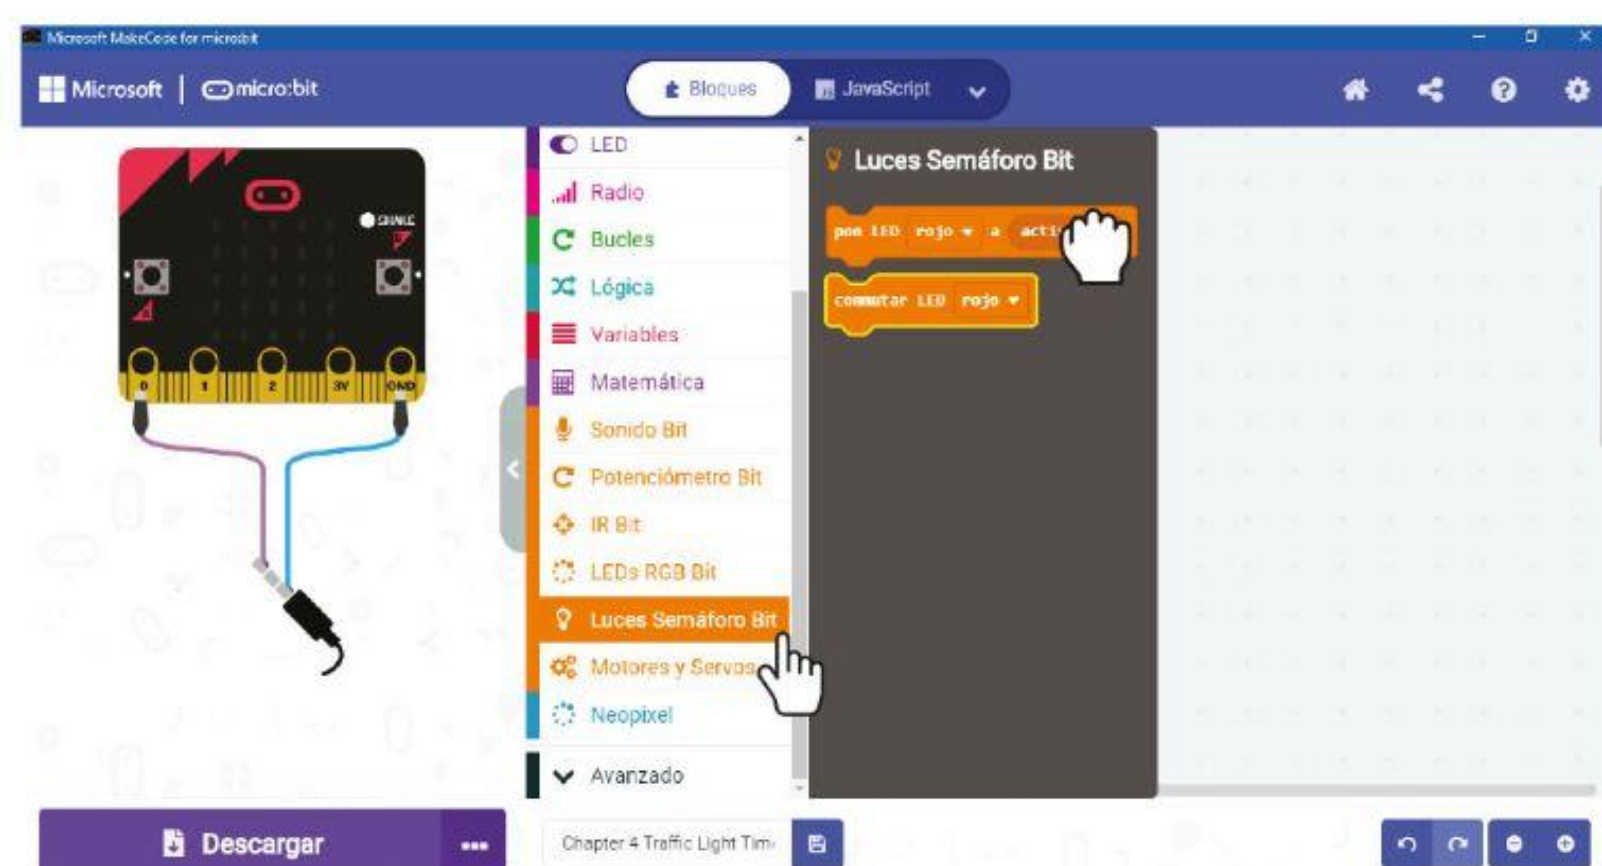 Microsoft MakeCode for micro:bit
Microsoft | micro:bit
Bloques
JavaScript
SHAKE
0 1 2 3V GND
LED
Radio
Bucles
Lógica
Variables
Matemática
Sonido Bit
Potenciómetro Bit
IR Bit
LEDs RGB Bit
Luces Semáforo Bit
Motores y Servos
Neopixel
Avanzado
Luces Semáforo Bit
pon LED rojo a
conmutar LED rojo
Descargar
Chapter 4 Traffic Light